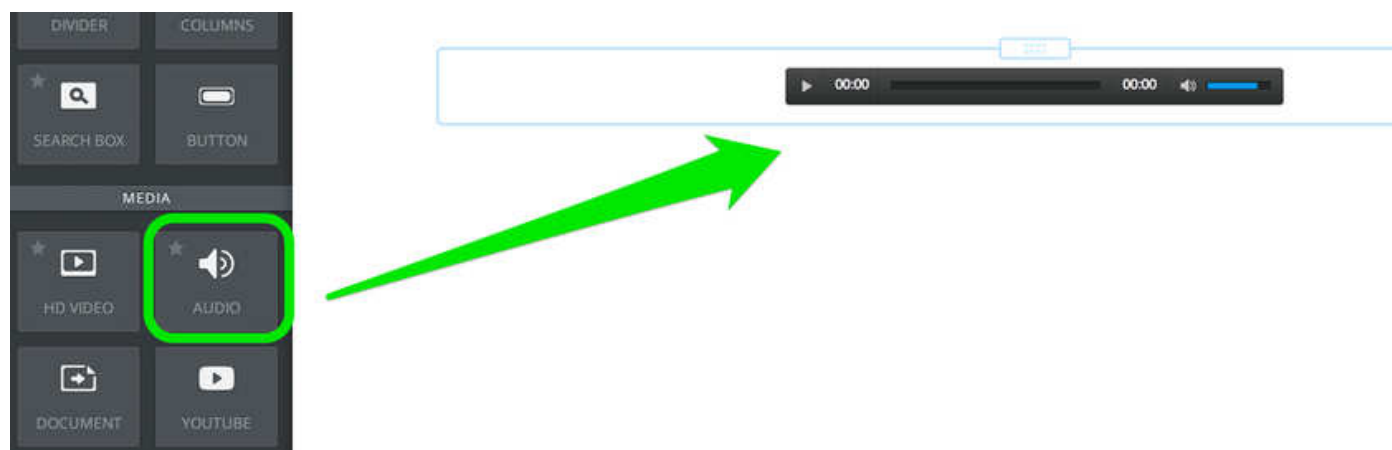 DIVIDER
COLUMNS
SEARCH BOX
BUTTON
MEDIA
HD VIDEO
AUDIO
DOCUMENT
YOUTUBE
00:00
00:00